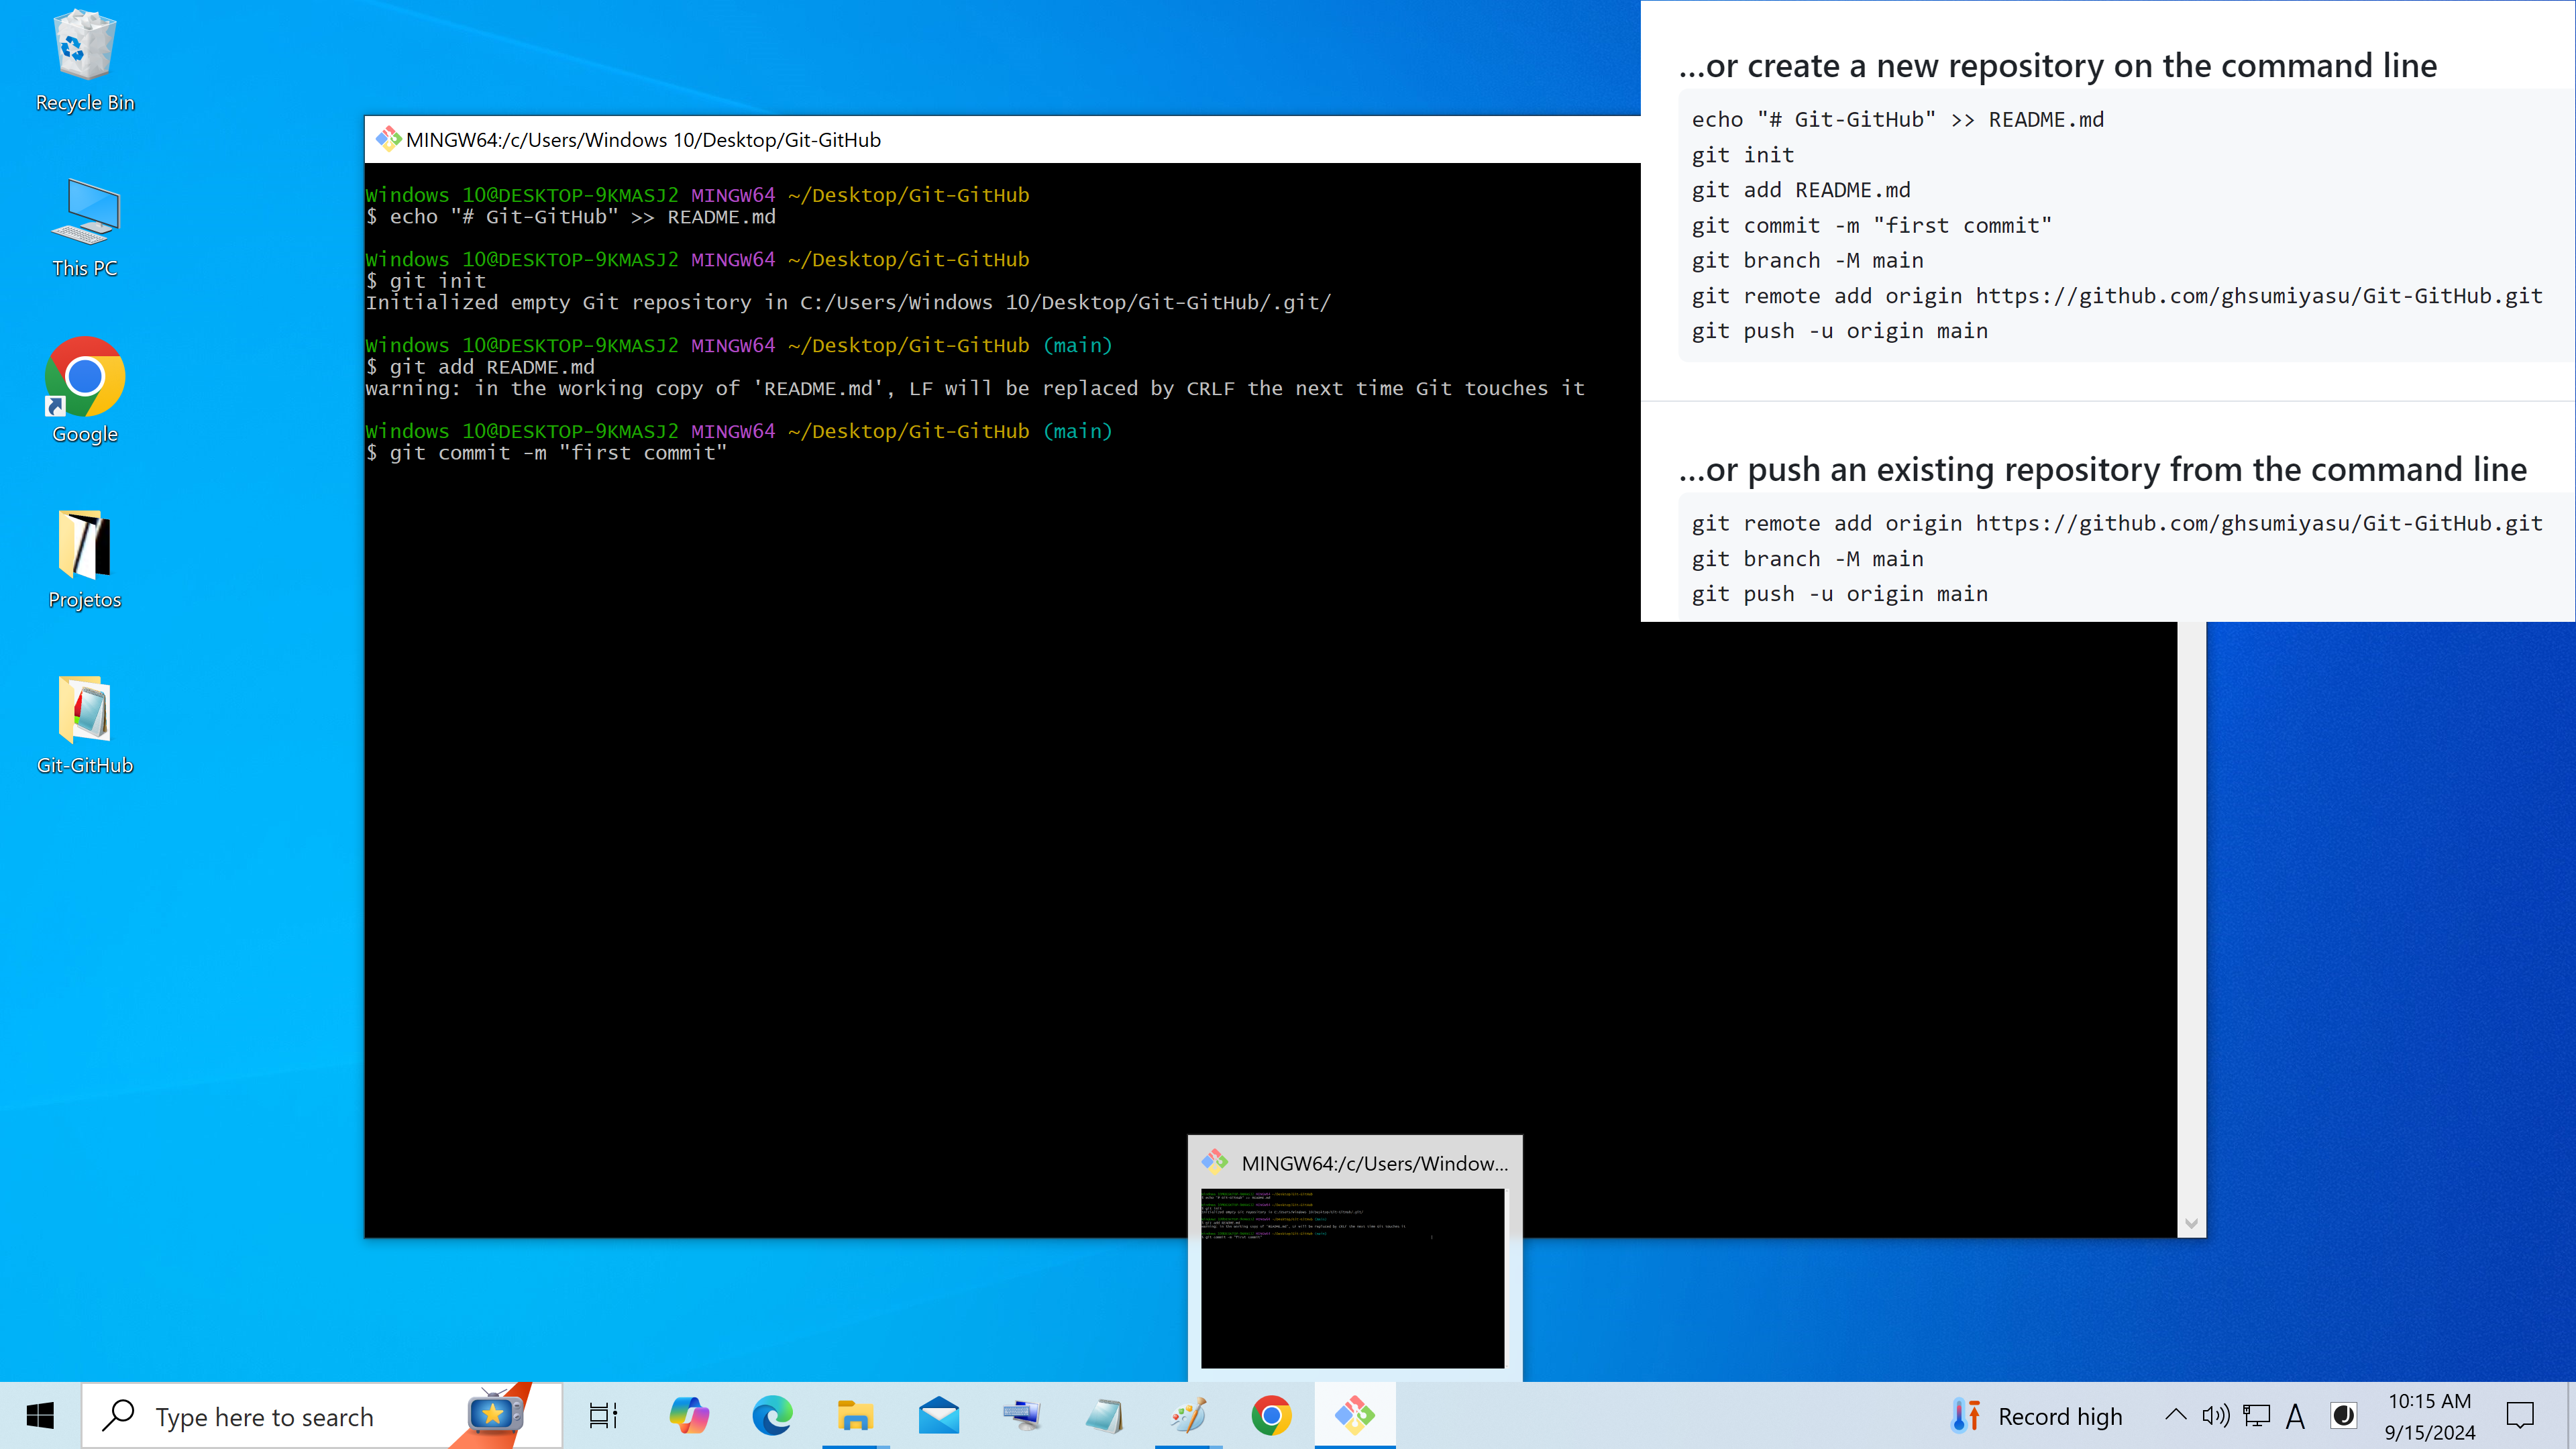 Recycle Bin
This PC
Google
Projetos
Git-GitHub
MINGW64:/c/Users/Windows 10/Desktop/Git-GitHub
Windows 10@DESKTOP-9KMASJ2 MINGW64 ~/Desktop/Git-GitHub
$ echo "# Git-GitHub" >> README.md
Windows 10@DESKTOP-9KMASJ2 MINGW64 ~/Desktop/Git-GitHub
$ git init
Initialized empty Git repository in C:/Users/Windows 10/Desktop/Git-GitHub/.git/
Windows 10@DESKTOP-9KMASJ2 MINGW64 ~/Desktop/Git-GitHub (main)
$ git add README.md
warning: in the working copy of 'README.md', LF will be replaced by CRLF the next time Git touches it
Windows 10@DESKTOP-9KMASJ2 MINGW64 ~/Desktop/Git-GitHub (main)
$ git commit -m "first commit"
...or create a new repository on the command line
echo "# Git-GitHub" >> README.md
git init
git add README.md
git commit -m "first commit"
git branch -M main
git remote add origin https://github.com/ghsumiyasu/Git-GitHub.git
git push -u origin main
...or push an existing repository from the command line
git remote add origin https://github.com/ghsumiyasu/Git-GitHub.git
git branch -M main
git push -u origin main
MINGW64:/c/Users/Window...
Type here to search
Record high
A
10:15 AM
9/15/2024